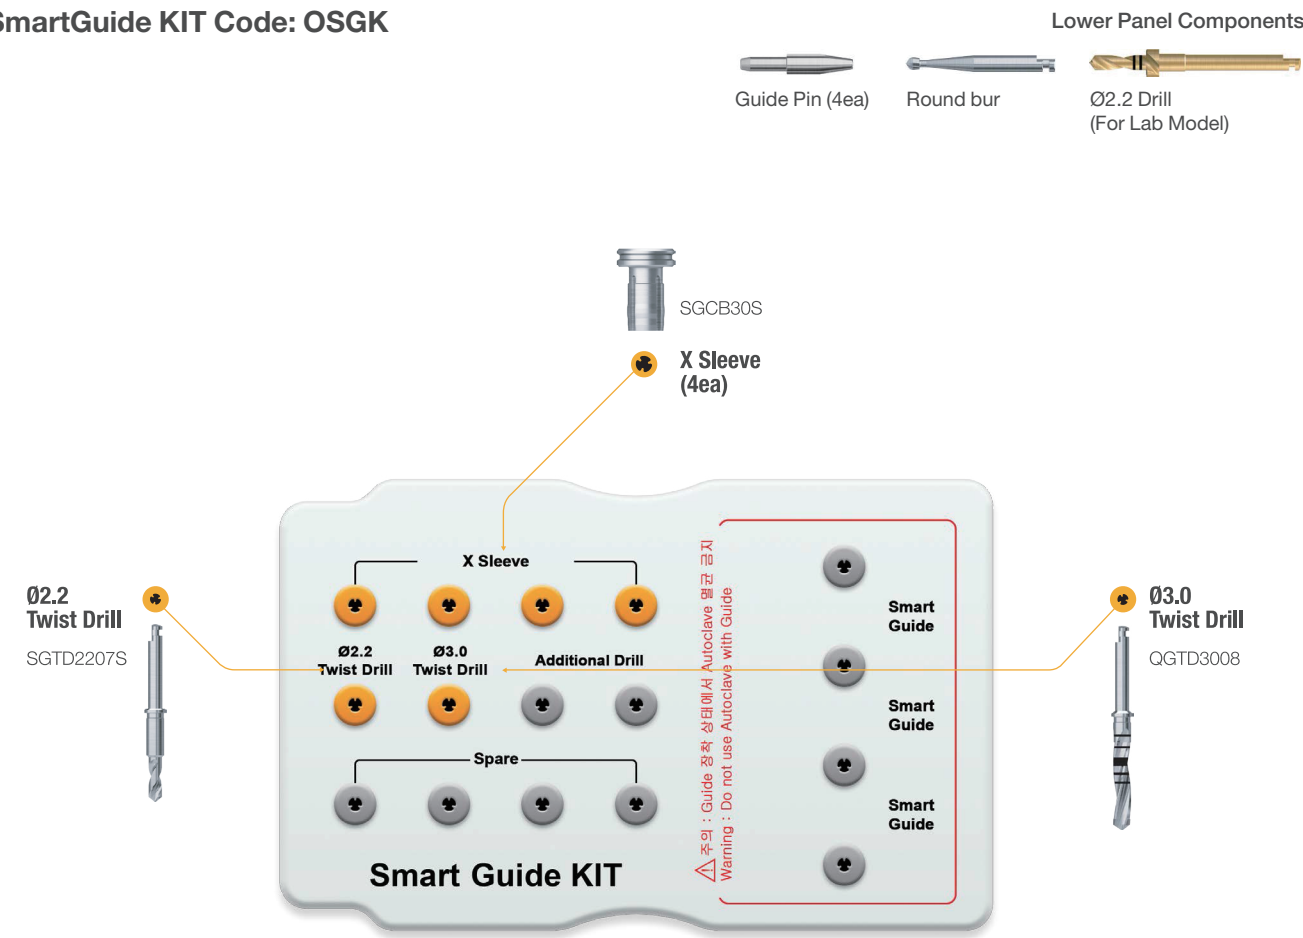 SmartGuide KIT Code: OSGK
Lower Panel Components
Guide Pin (4ea)
Round bur
Ø2.2 Drill
(For Lab Model)
SGCB30S
X Sleeve
(4ea)
Ø2.2
Twist Drill
SGTD2207S
Ø3.0
Twist Drill
QGTD3008
X Sleeve
Ø2.2
Twist Drill
Ø3.0
Twist Drill
Additional Drill
Spare
Smart Guide KIT
주의 : Guide 장착 상태에서 Autoclave 멸균 금지
Warning : Do not use Autoclave with Guide
Smart
Guide
Smart
Guide
Smart
Guide